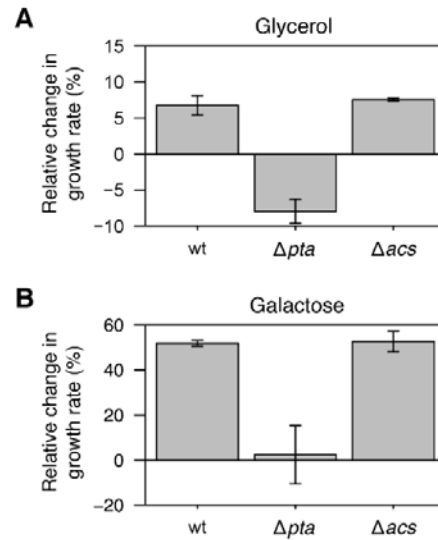 A
Glycerol
Relative change in
growth rate (%)
15
10
5
0
−5
−10
wt
Δpta
Δacs
B
Galactose
Relative change in
growth rate (%)
60
40
20
0
−20
wt
Δpta
Δacs